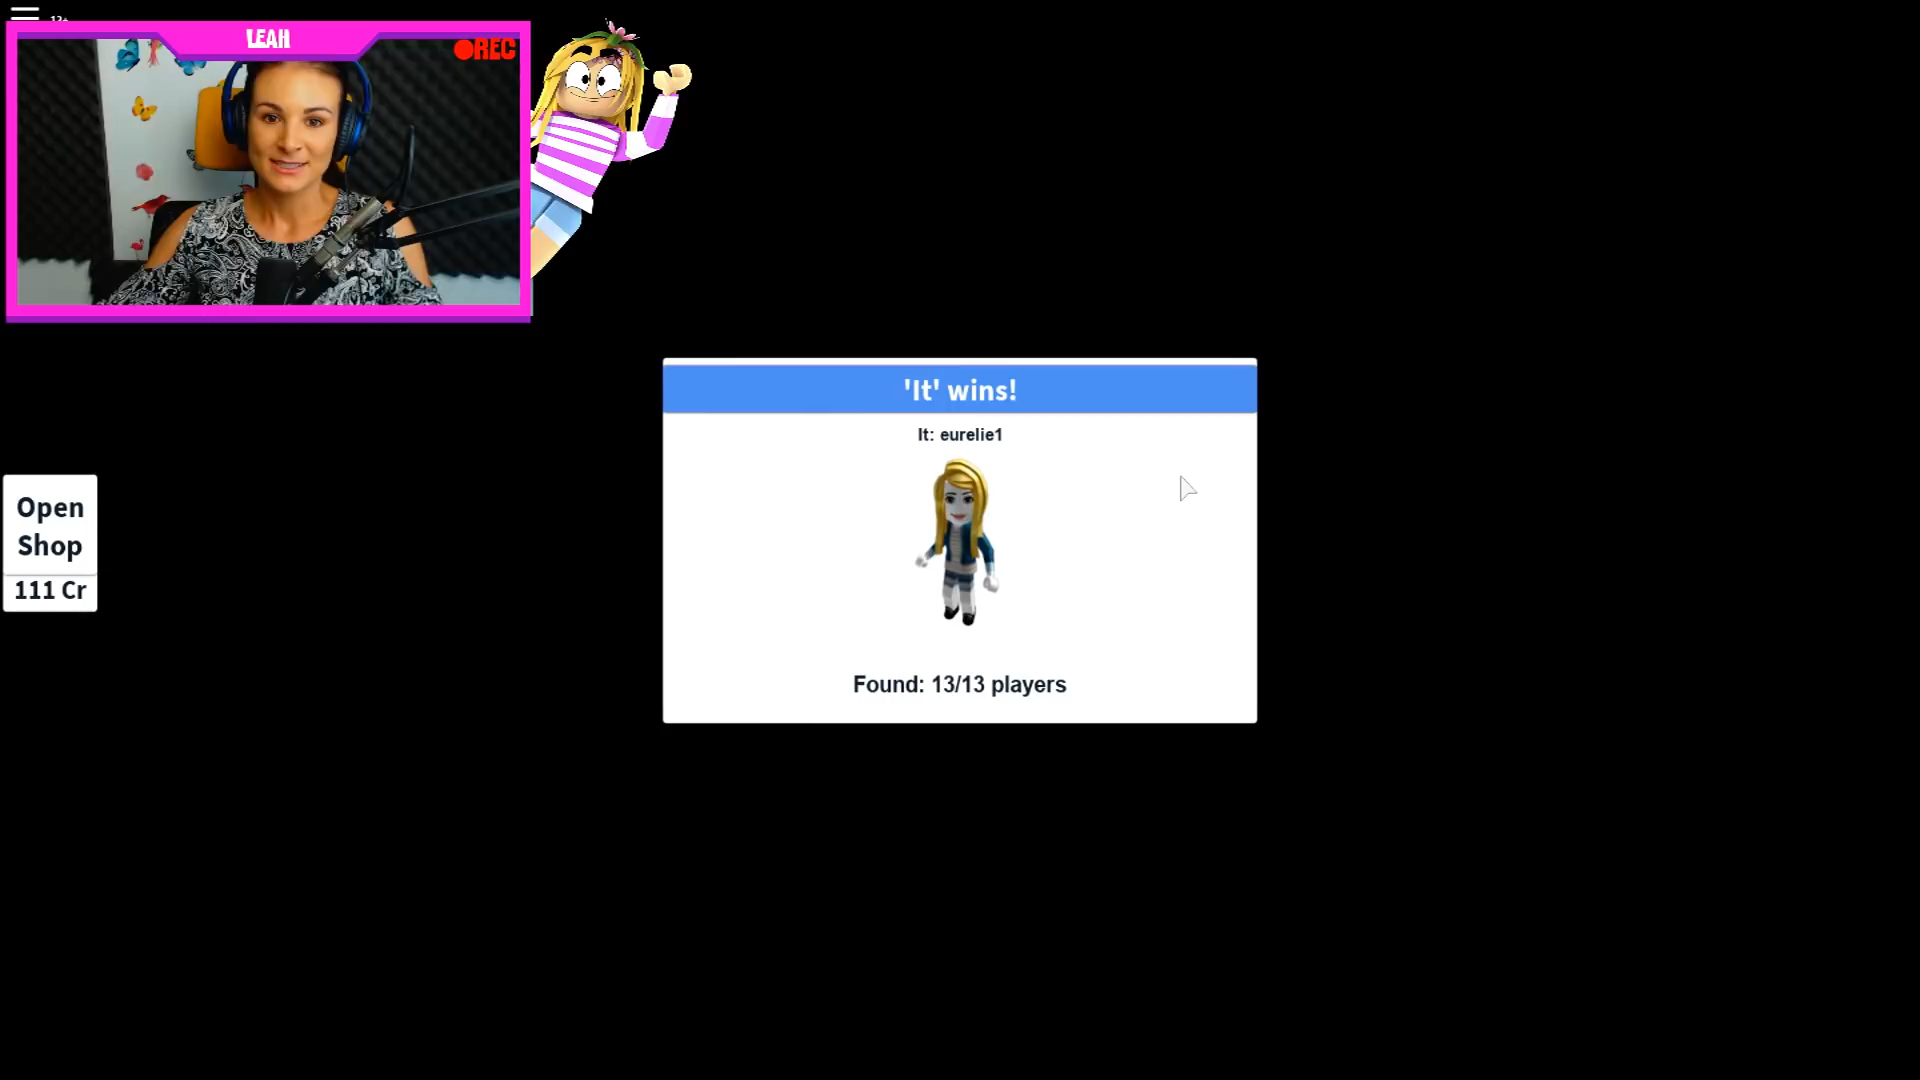 LEAH
REC
'It' wins!
It: eurelie1
Open
Shop
111 Cr
Found: 13/13 players